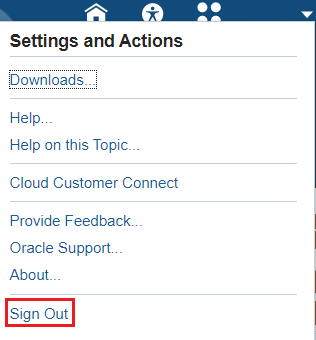 Settings and Actions
Downloads...
Help...
Help on this Topic...
Cloud Customer Connect
Provide Feedback...
Oracle Support...
About...
Sign Out